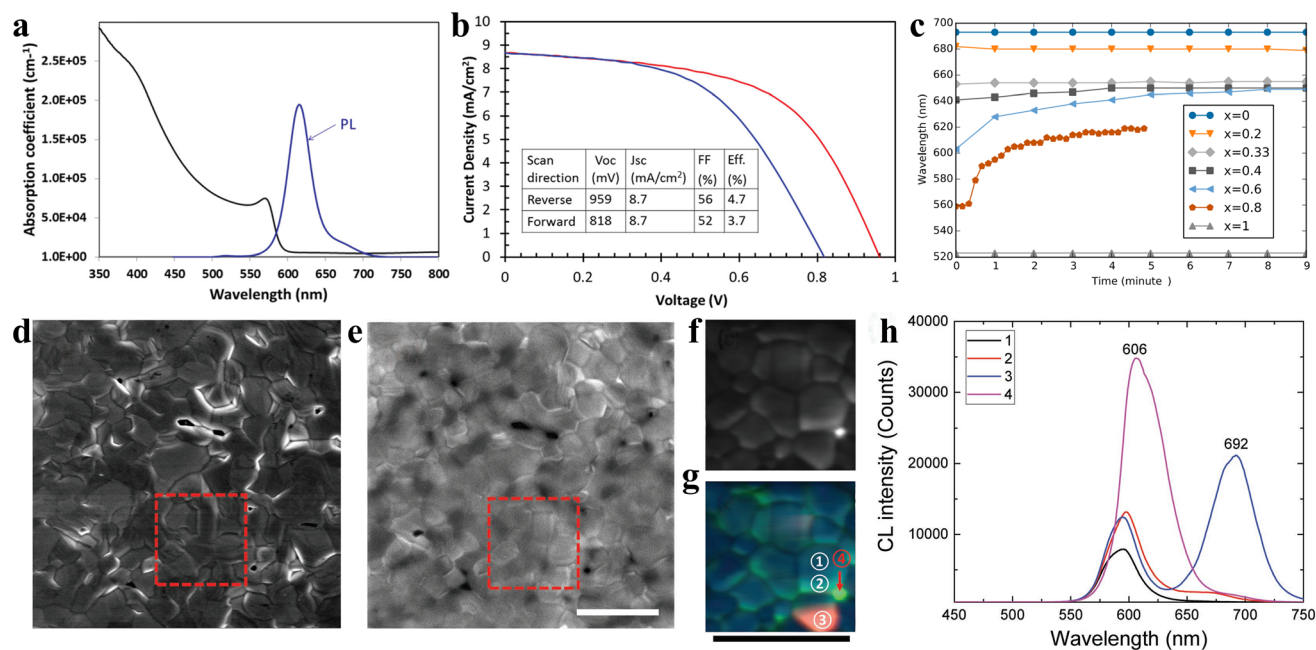 a
Absorption coefficient (cm⁻¹)
2.5E+05
2.0E+05
1.5E+05
1.0E+05
5.0E+04
1.0E+00
350 400 450 500 550 600 650 700 750 800
Wavelength (nm)
PL
b
Current Density (mA/cm²)
10
9
8
7
6
5
4
3
2
1
0
0 0.2 0.4 0.6 0.8 1
Voltage (V)
Scan direction Voc (mV) Jsc (mA/cm²) FF (%) Eff. (%)
Reverse 959 8.7 56 4.7
Forward 818 8.7 52 3.7
c
Wavelength (nm)
700
680
660
640
620
600
580
560
540
520
0 1 2 3 4 5 6 7 8 9
Time (minute )
x=0
x=0.2
x=0.33
x=0.4
x=0.6
x=0.8
x=1
d
e
f
g
①
②
③
④
h
CL intensity (Counts)
40000
30000
20000
10000
450 500 550 600 650 700 750
Wavelength (nm)
1
2
3
4
606
692